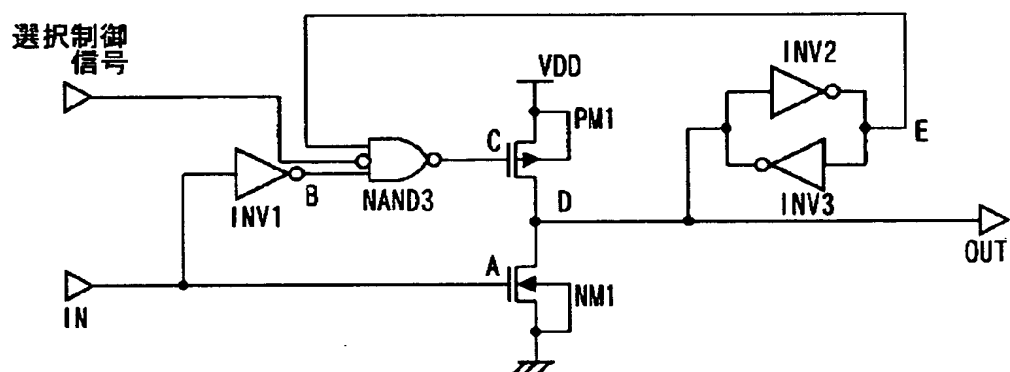 選択制御
信号
INV2
VDD
PM1
C
E
B
NAND3
INV1
INV3
D
OUT
A
NM1
IN